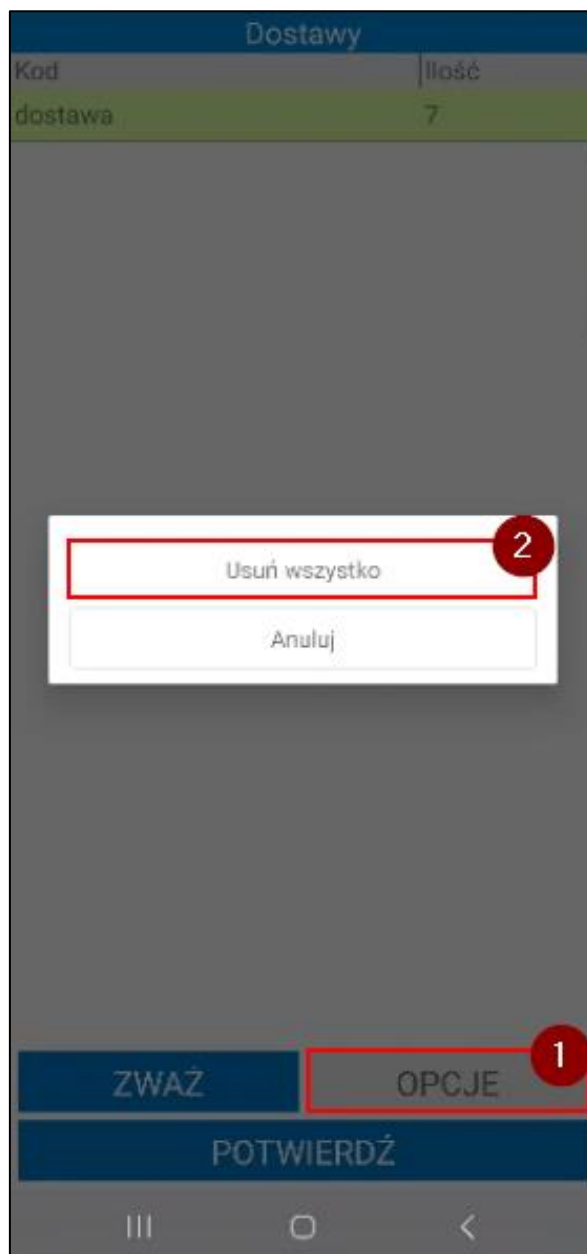 Dostawy
Kod Ilość
dostawa 7
2
Usuń wszystko
Anuluj
1
ZWAŻ OPCJE
POTWIERDŹ